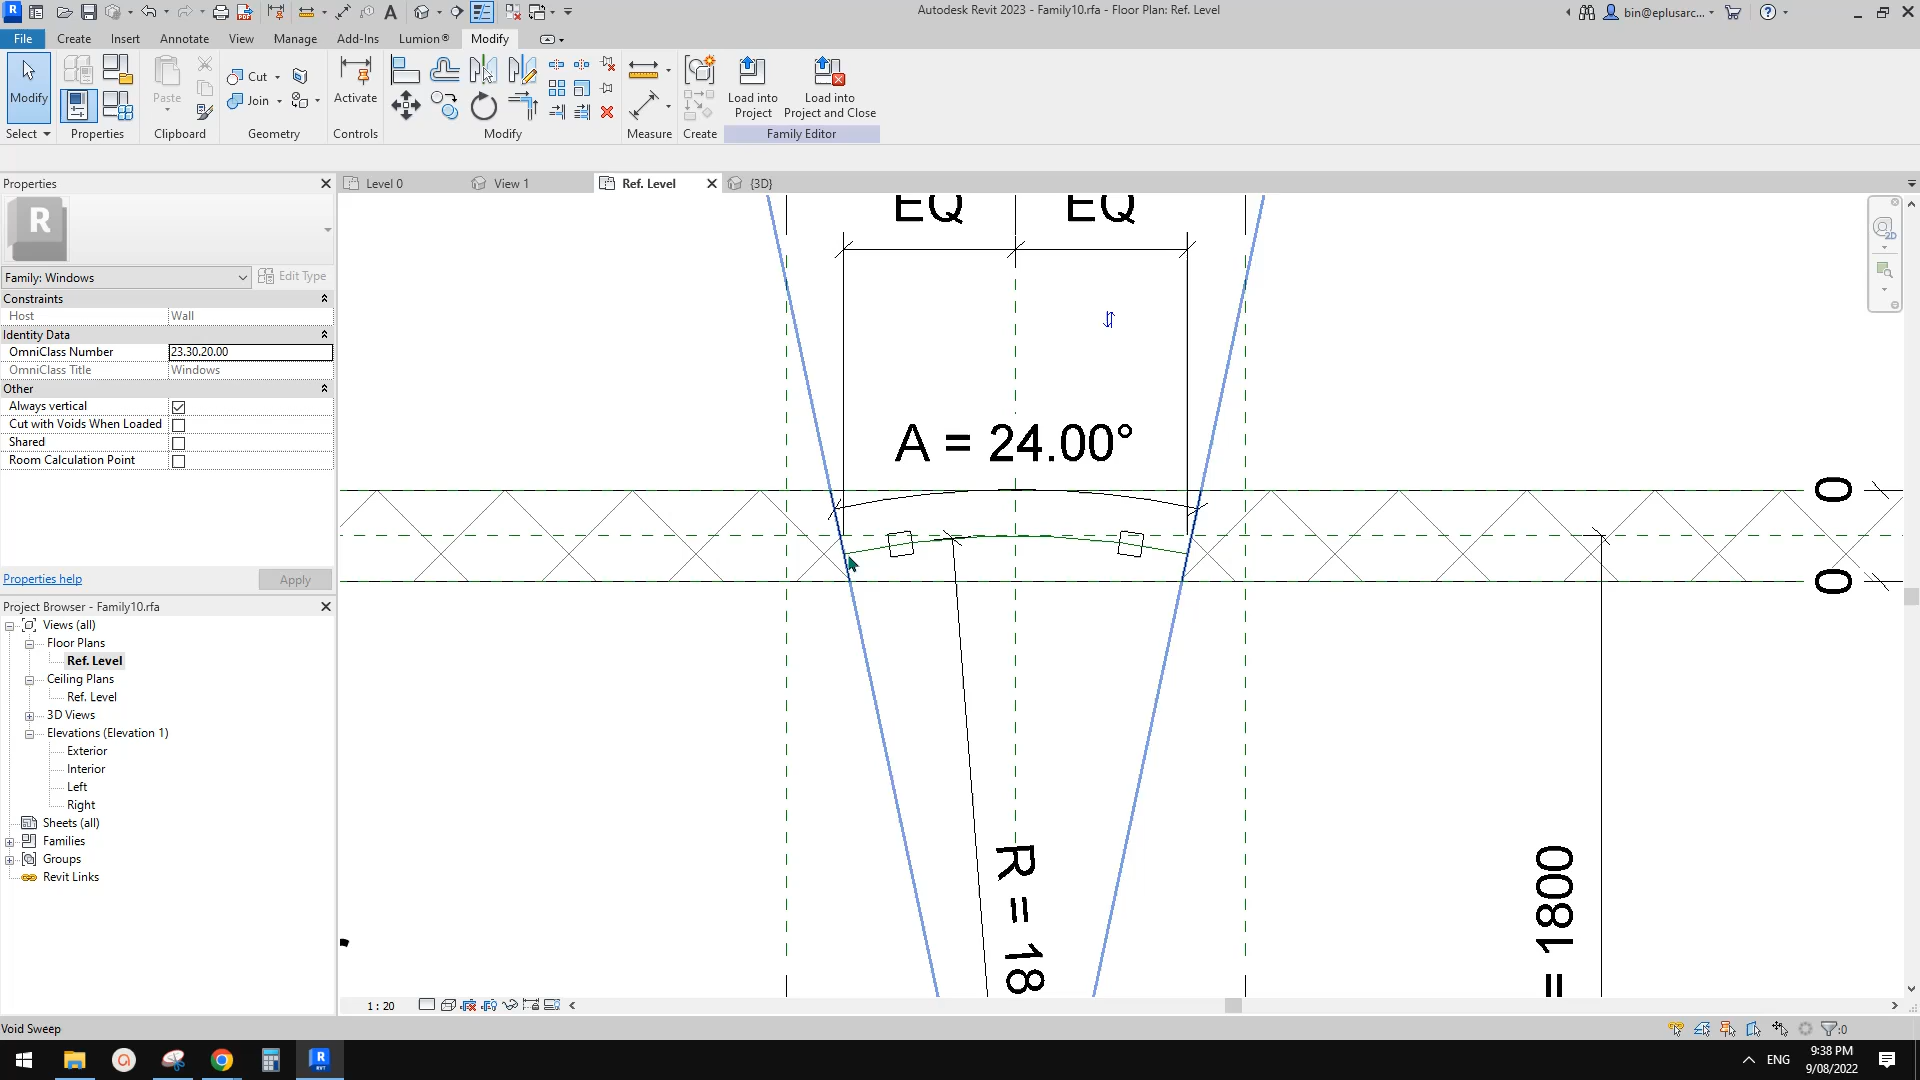 Autodesk Revit 2023 - Family10.rfa - Floor Plan: Ref. Level
bin@eplusarc...
File
Create
Insert
Annotate
View
Manage
Add-Ins
Lumion®
Modify
Modify
Paste
Cut
Join
Activate
Load into
Project
Load into
Project and Close
Select
Properties
Clipboard
Geometry
Controls
Modify
Measure
Create
Family Editor
Properties
Level 0
View 1
Ref. Level
{3D}
R
Family: Windows
Edit Type
Constraints
Host
Wall
Identity Data
OmniClass Number
23.30.20.00
OmniClass Title
Windows
Other
Always vertical
Cut with Voids When Loaded
Shared
Room Calculation Point
Properties help
Apply
Project Browser - Family10.rfa
Views (all)
Floor Plans
Ref. Level
Ceiling Plans
Ref. Level
3D Views
Elevations (Elevation 1)
Exterior
Interior
Left
Right
Sheets (all)
Families
Groups
Revit Links
EQ
EQ
A = 24.00°
0
0
R = 18
= 1800
2D
1 : 20
Void Sweep
:0
ENG
9:38 PM
9/08/2022